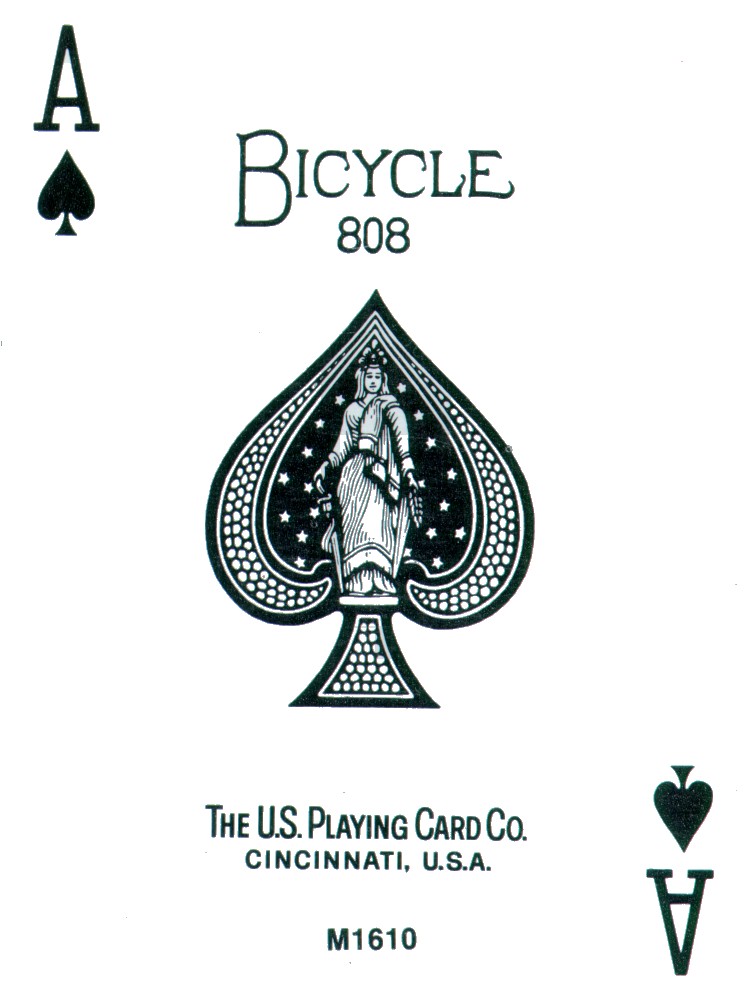 A
BICYCLE
808
THE U.S. PLAYING CARD CO.
CINCINNATI, U.S.A.
M1610
A